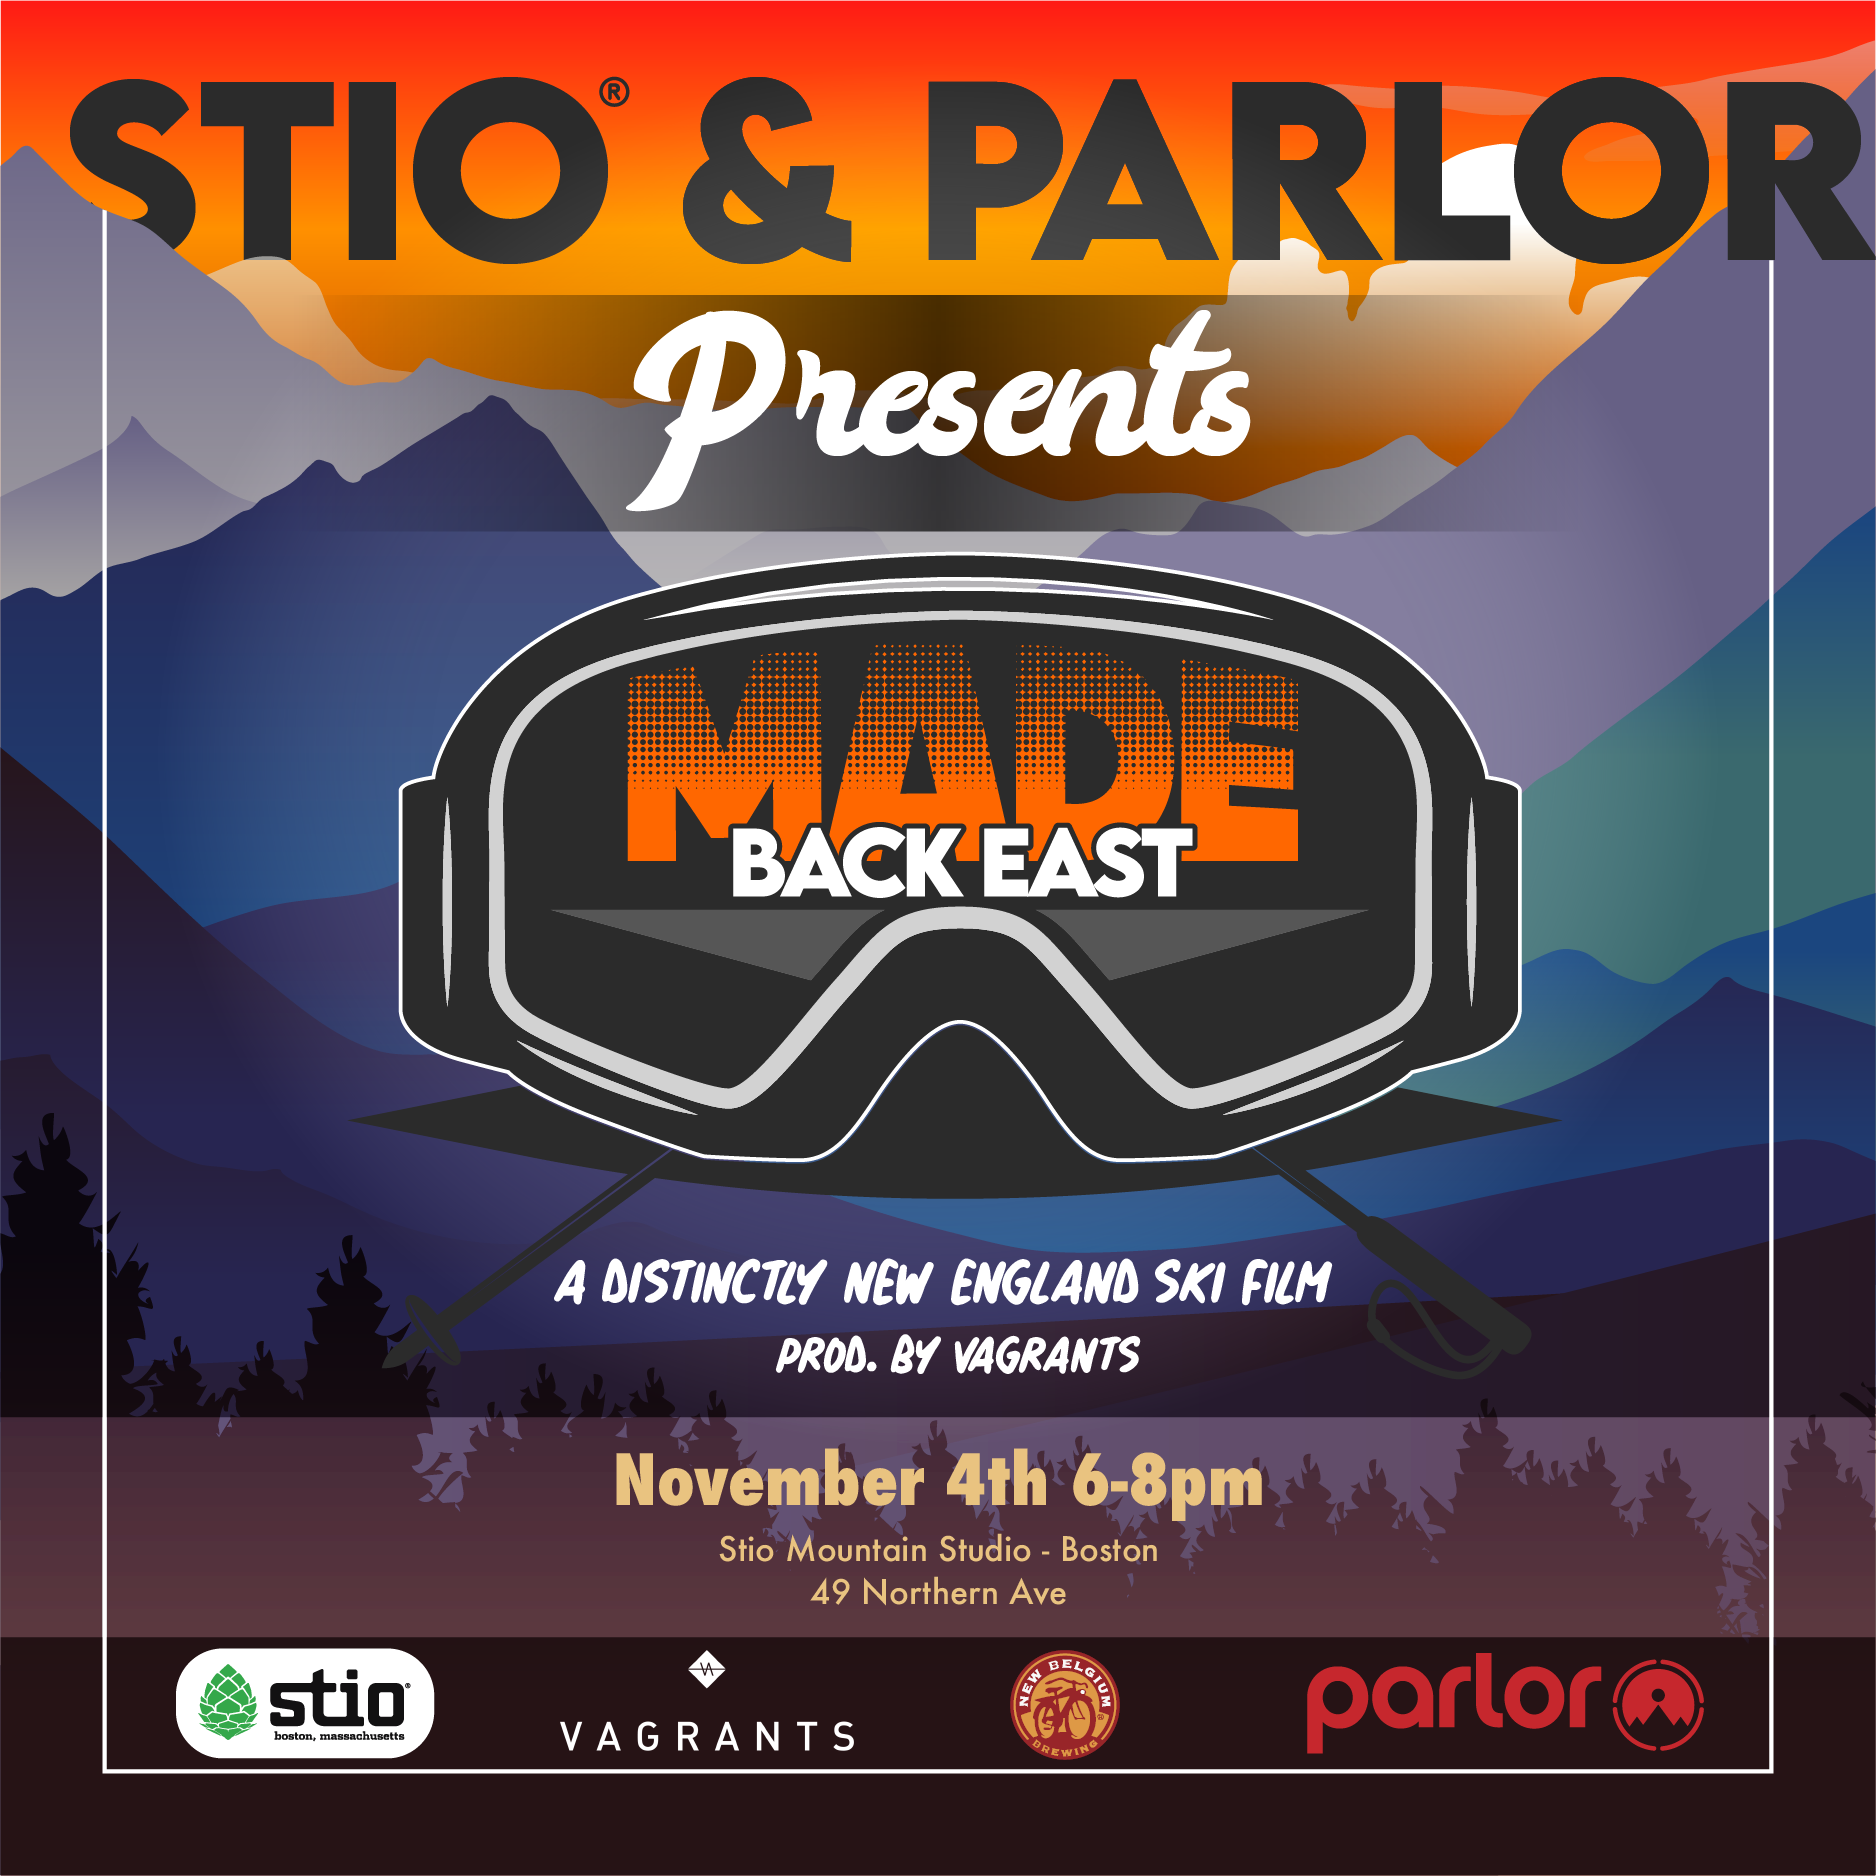 STIO® & PARLOR
Presents
MADE
BACK EAST
A DISTINCTLY NEW ENGLAND SKI FILM
PROD. BY VAGRANTS
November 4th 6-8pm
Stio Mountain Studio - Boston
49 Northern Ave
stio®
boston, massachusetts
VAGRANTS
NEW BELGIUM
BREWING
®
parlor